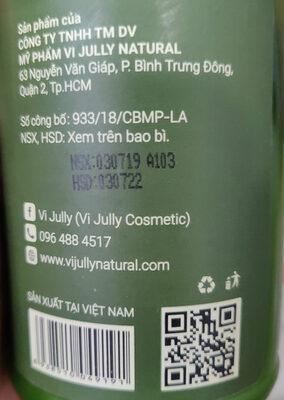 Sản phẩm của
CÔNG TY TNHH TM DV
MỸ PHẨM VI JULLY NATURAL
63 Nguyễn Văn Giáp, P. Bình Trưng Đông,
Quận 2, Tp.HCM
Số công bố: 933/18/CBMP-LA
NSX, HSD: Xem trên bao bì.
NSX:030719 A103
HSD:030722
Vi Jully (Vi Jully Cosmetic)
096 488 4517
www.vijullynatural.com
SẢN XUẤT TẠI VIỆT NAM